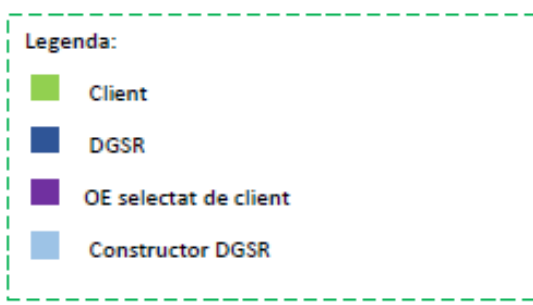 Legenda:
Client
DGSR
OE selectat de client
Constructor DGSR